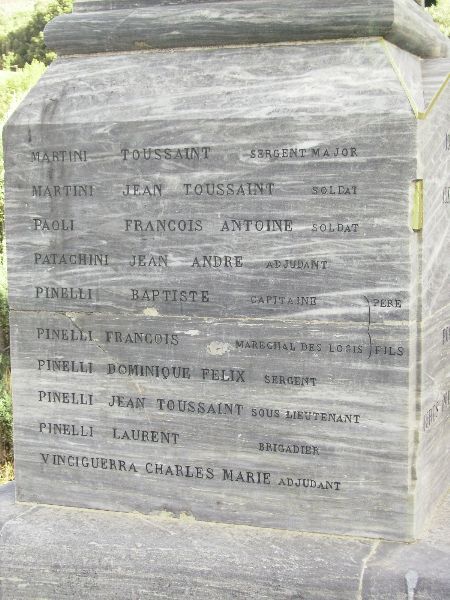 MARTINI TOUSSAINT SERGENT MAJOR
MARTINI JEAN TOUSSAINT SOLDAT
PAOLI FRANCOIS ANTOINE SOLDAT
PATACHINI JEAN ANDRE ADJUDANT
PINELLI BAPTISTE CAPITAINE } PERE
PINELLI FRANCOIS MARECHAL DES LOGIS } FILS
PINELLI DOMINIQUE FELIX SERGENT
PINELLI JEAN TOUSSAINT SOUS LIEUTENANT
PINELLI LAURENT BRIGADIER
VINCIGUERRA CHARLES MARIE ADJUDANT